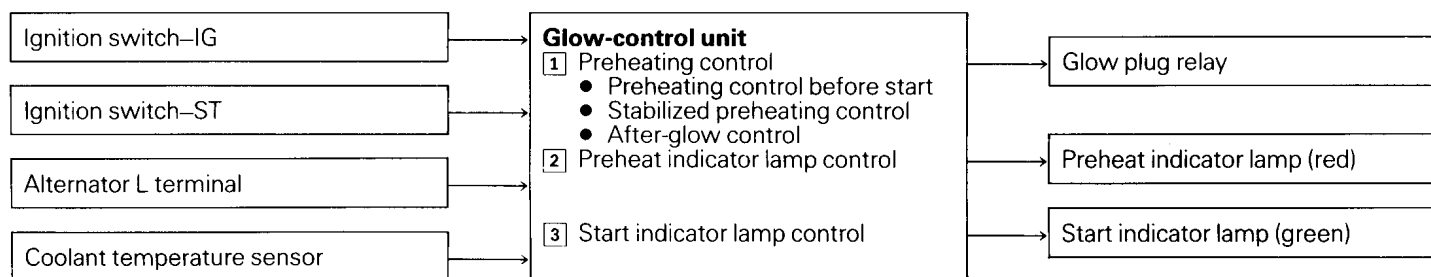 Ignition switch–IG
Ignition switch–ST
Alternator L terminal
Coolant temperature sensor
Glow-control unit
1 Preheating control
● Preheating control before start
● Stabilized preheating control
● After-glow control
2 Preheat indicator lamp control
3 Start indicator lamp control
Glow plug relay
Preheat indicator lamp (red)
Start indicator lamp (green)